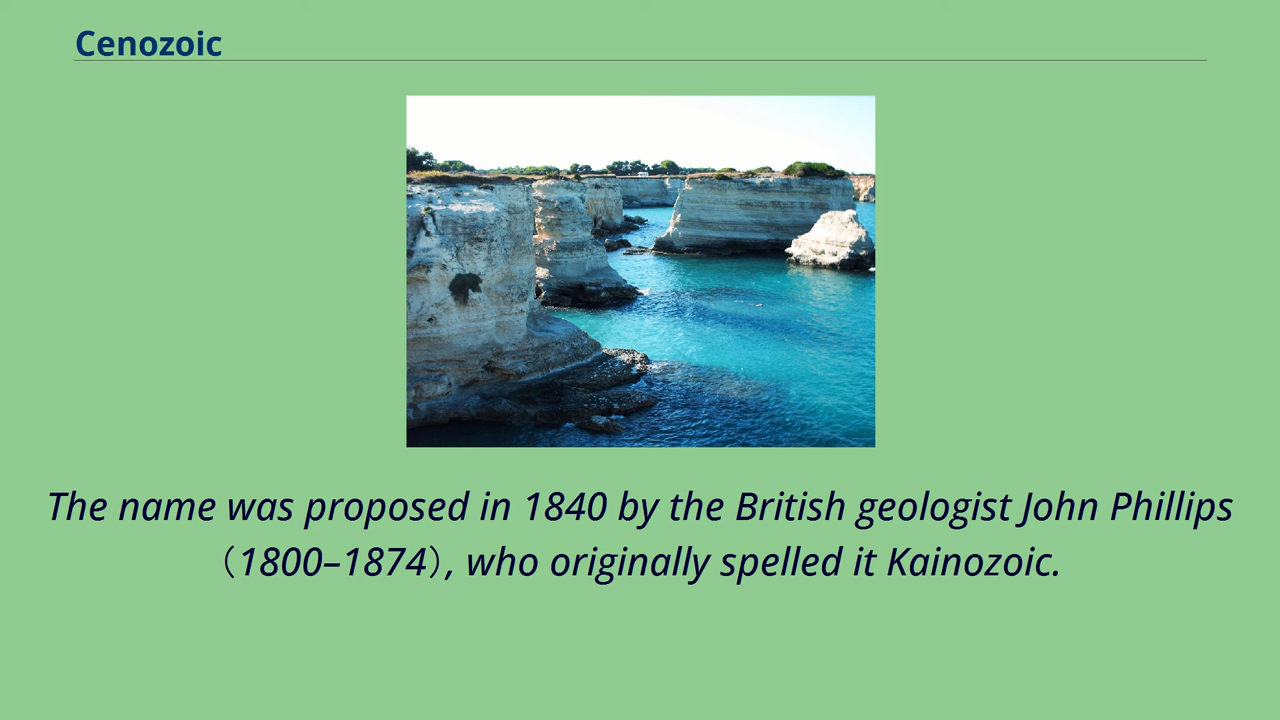 Cenozoic
The name was proposed in 1840 by the British geologist John Phillips
（1800–1874）, who originally spelled it Kainozoic.